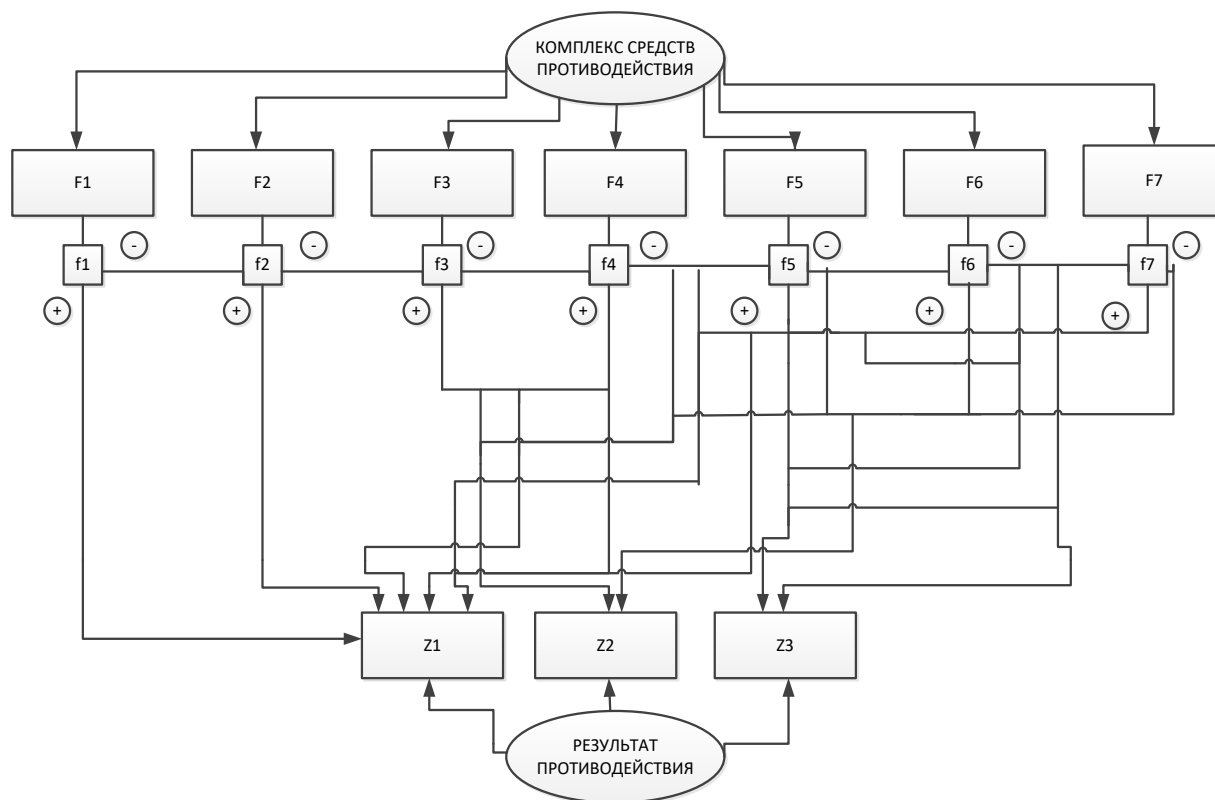 КОМПЛЕКС СРЕДСТВ
ПРОТИВОДЕЙСТВИЯ
F1
F2
F3
F4
F5
F6
F7
-
-
-
-
-
-
-
f1
f2
f3
f4
f5
f6
f7
+
+
+
+
+
+
+
Z1
Z2
Z3
РЕЗУЛЬТАТ
ПРОТИВОДЕЙСТВИЯ